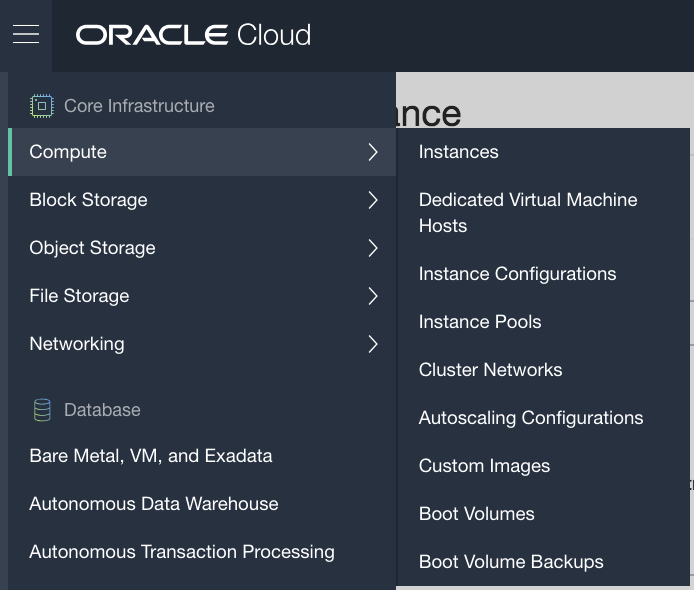 ORACLE Cloud
Core Infrastructure
Compute
Block Storage
Object Storage
File Storage
Networking
Database
Bare Metal, VM, and Exadata
Autonomous Data Warehouse
Autonomous Transaction Processing
ance
Instances
Dedicated Virtual Machine
Hosts
Instance Configurations
Instance Pools
Cluster Networks
Autoscaling Configurations
Custom Images
Boot Volumes
Boot Volume Backups